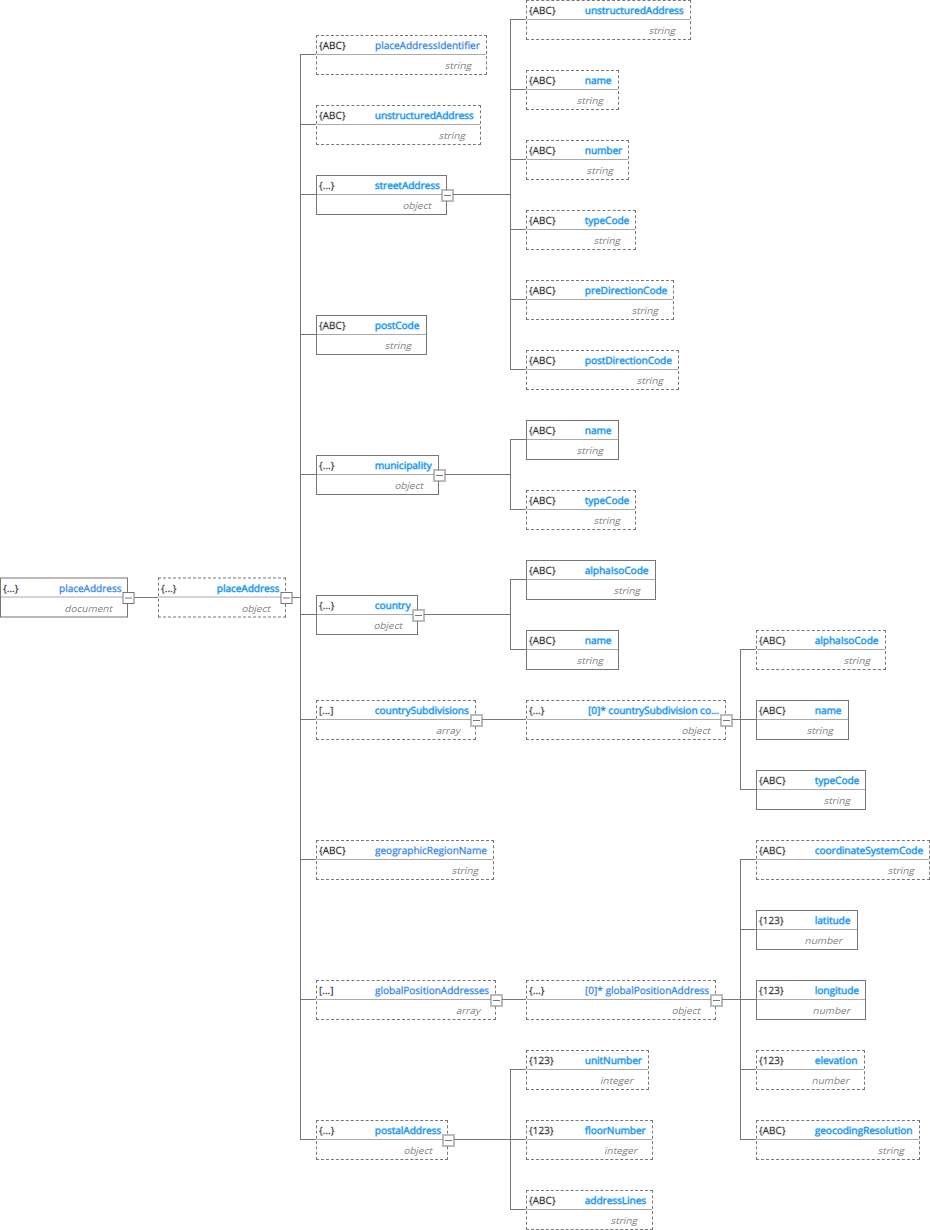 {ABC} unstructuredAddress
string
{ABC} placeAddressIdentifier
string
{ABC} name
string
{ABC} unstructuredAddress
string
{ABC} number
string
{...} streetAddress
object
{ABC} typeCode
string
{ABC} preDirectionCode
string
{ABC} postCode
string
{ABC} postDirectionCode
string
{...} municipality
object
{ABC} name
string
{ABC} typeCode
string
{...} placeAddress
document
{...} placeAddress
object
{...} country
object
{ABC} alphaIsoCode
string
{ABC} name
string
{ABC} alphaIsoCode
string
[...] countrySubdivisions
array
{...} [0]* countrySubdivision co...
object
{ABC} name
string
{ABC} typeCode
string
{ABC} geographicRegionName
string
{ABC} coordinateSystemCode
string
{123} latitude
number
[...] globalPositionAddresses
array
{...} [0]* globalPositionAddress
object
{123} longitude
number
{123} unitNumber
integer
{123} elevation
number
{...} postalAddress
object
{123} floorNumber
integer
{ABC} geocodingResolution
string
{ABC} addressLines
string